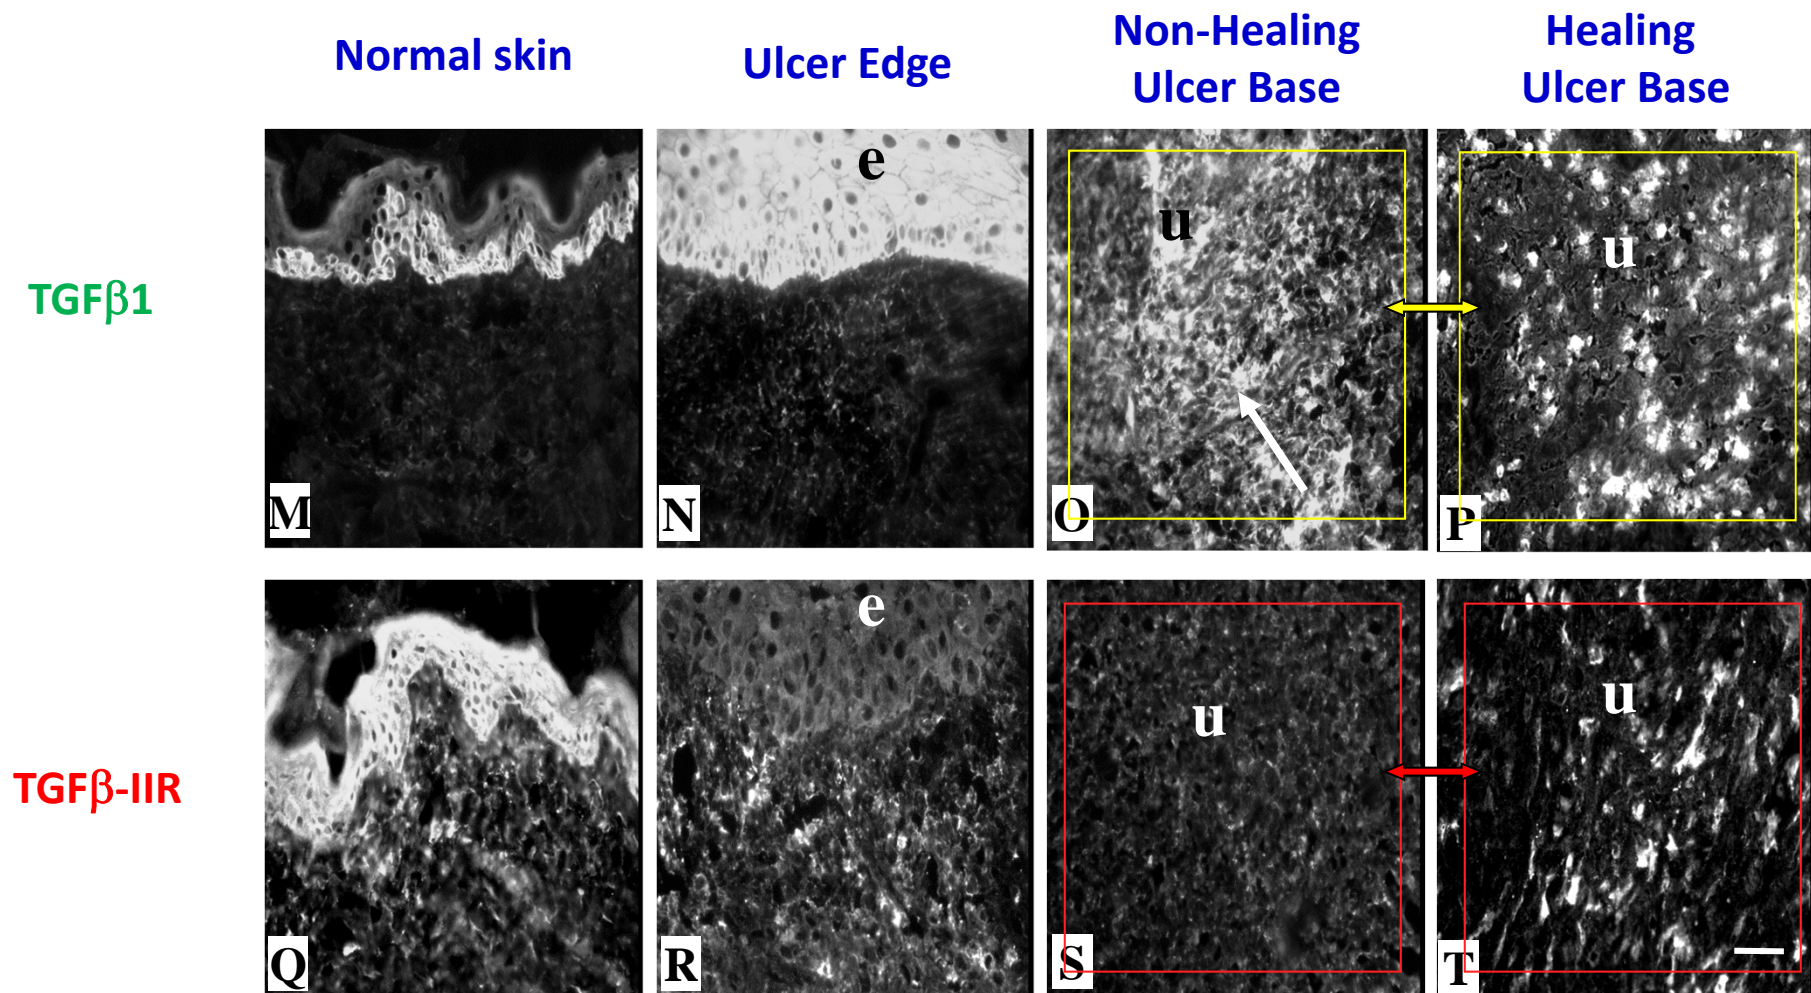 Normal skin
Ulcer Edge
Non-Healing
Ulcer Base
Healing
Ulcer Base
TGFβ1
e
u
u
M
N
O
P
TGFβ-IIR
e
u
u
Q
R
S
T